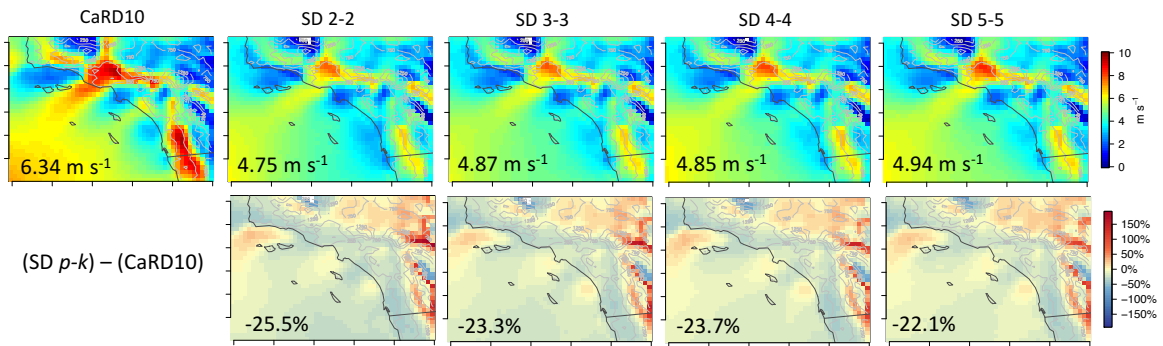 CaRD10 SD 2-2 SD 3-3 SD 4-4 SD 5-5
6.34 m s⁻¹ 4.75 m s⁻¹ 4.87 m s⁻¹ 4.85 m s⁻¹ 4.94 m s⁻¹
10
8
6
4
2
0
m s⁻¹
(SD p-k) – (CaRD10)
-25.5% -23.3% -23.7% -22.1%
150%
100%
50%
0%
−50%
−100%
−150%